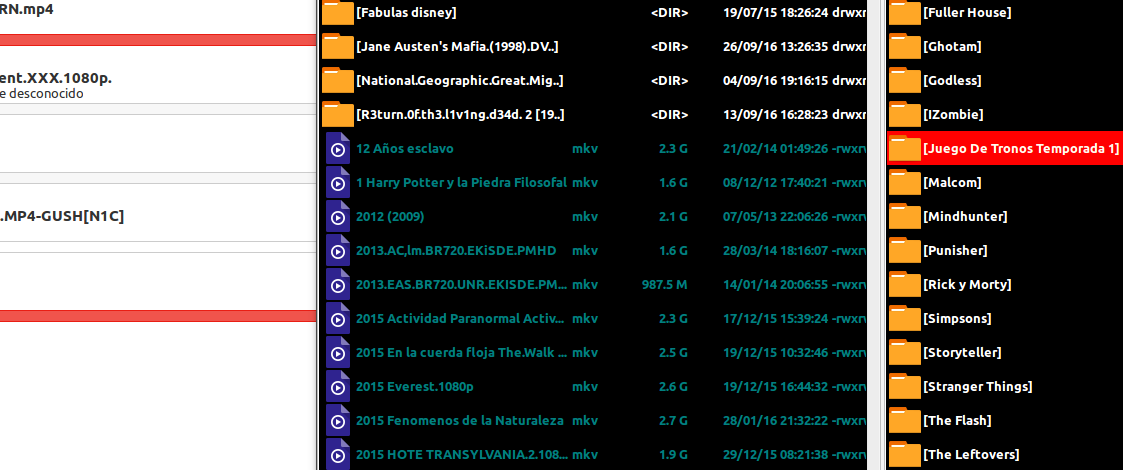 RN.mp4
ent.XXX.1080p.
e desconocido
.MP4-GUSH[N1C]
[Fabulas disney] <DIR> 19/07/15 18:26:24 drwx
[Jane Austen's Mafia.(1998).DV..] <DIR> 26/09/16 13:26:35 drwx
[National.Geographic.Great.Mig..] <DIR> 04/09/16 19:16:15 drwx
[R3turn.0f.th3.l1v1ng.d34d. 2 [19..] <DIR> 13/09/16 16:28:23 drwx
12 Años esclavo mkv 2.3 G 21/02/14 01:49:26 -rwxr
1 Harry Potter y la Piedra Filosofal mkv 1.6 G 08/12/12 17:40:21 -rwxr
2012 (2009) mkv 2.1 G 07/05/13 22:06:26 -rwxr
2013.AC,lm.BR720.EKiSDE.PMHD mkv 1.6 G 28/03/14 18:16:07 -rwxr
2013.EAS.BR720.UNR.EKISDE.PM... mkv 987.5 M 14/01/14 20:06:55 -rwxr
2015 Actividad Paranormal Activ... mkv 2.3 G 17/12/15 15:39:24 -rwxr
2015 En la cuerda floja The.Walk ... mkv 2.5 G 19/12/15 10:32:46 -rwxr
2015 Everest.1080p mkv 2.6 G 19/12/15 16:44:32 -rwxr
2015 Fenomenos de la Naturaleza mkv 2.7 G 28/01/16 21:32:22 -rwxr
2015 HOTE TRANSYLVANIA.2.108... mkv 1.9 G 29/12/15 08:21:38 -rwxr
[Fuller House]
[Ghotam]
[Godless]
[IZombie]
[Juego De Tronos Temporada 1]
[Malcom]
[Mindhunter]
[Punisher]
[Rick y Morty]
[Simpsons]
[Storyteller]
[Stranger Things]
[The Flash]
[The Leftovers]